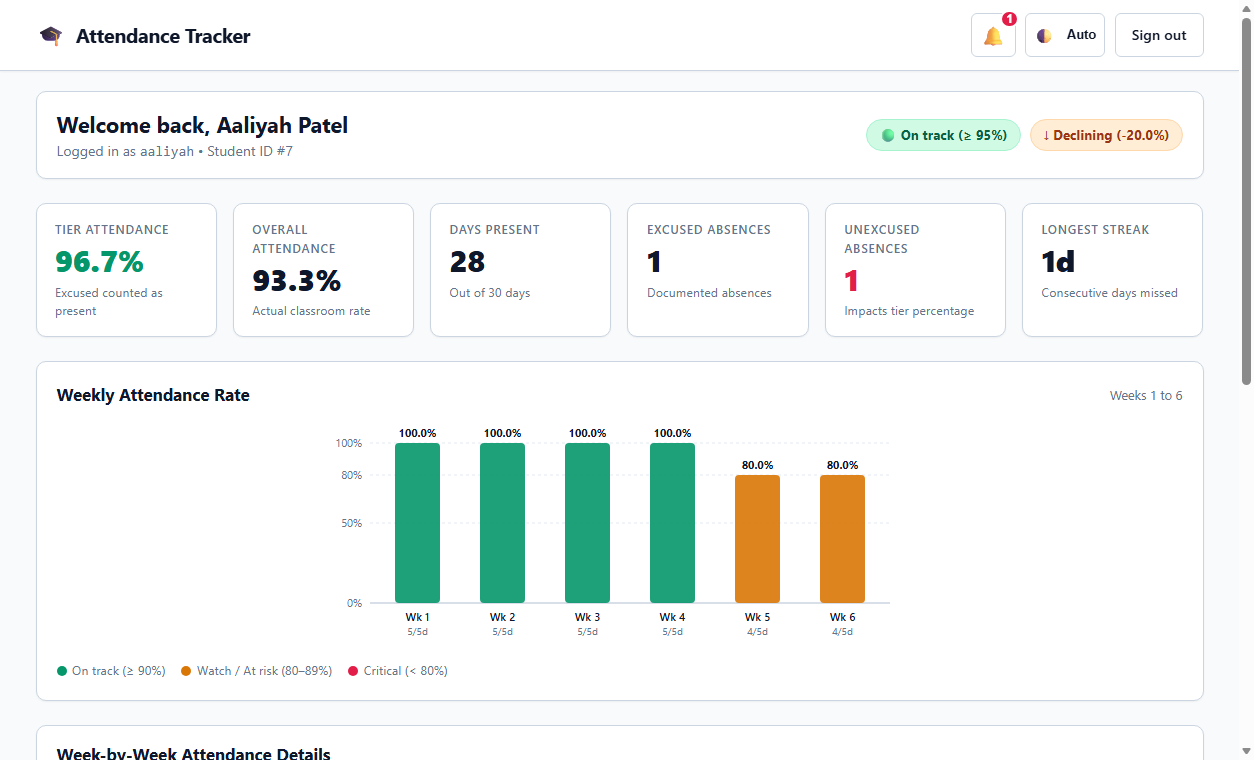 Attendance Tracker
1
Auto
Sign out
Welcome back, Aaliyah Patel
Logged in as aaliyah • Student ID #7
On track (≥ 95%)
↓ Declining (-20.0%)
TIER ATTENDANCE
96.7%
Excused counted as
present
OVERALL
ATTENDANCE
93.3%
Actual classroom rate
DAYS PRESENT
28
Out of 30 days
EXCUSED ABSENCES
1
Documented absences
UNEXCUSED
ABSENCES
1
Impacts tier percentage
LONGEST STREAK
1d
Consecutive days missed
Weekly Attendance Rate
Weeks 1 to 6
100.0% 100.0% 100.0% 100.0%
100%
80.0% 80.0%
80%
50%
0%
Wk 1 Wk 2 Wk 3 Wk 4 Wk 5 Wk 6
5/5d 5/5d 5/5d 5/5d 4/5d 4/5d
On track (≥ 90%) Watch / At risk (80–89%) Critical (< 80%)
Week-by-Week Attendance Details